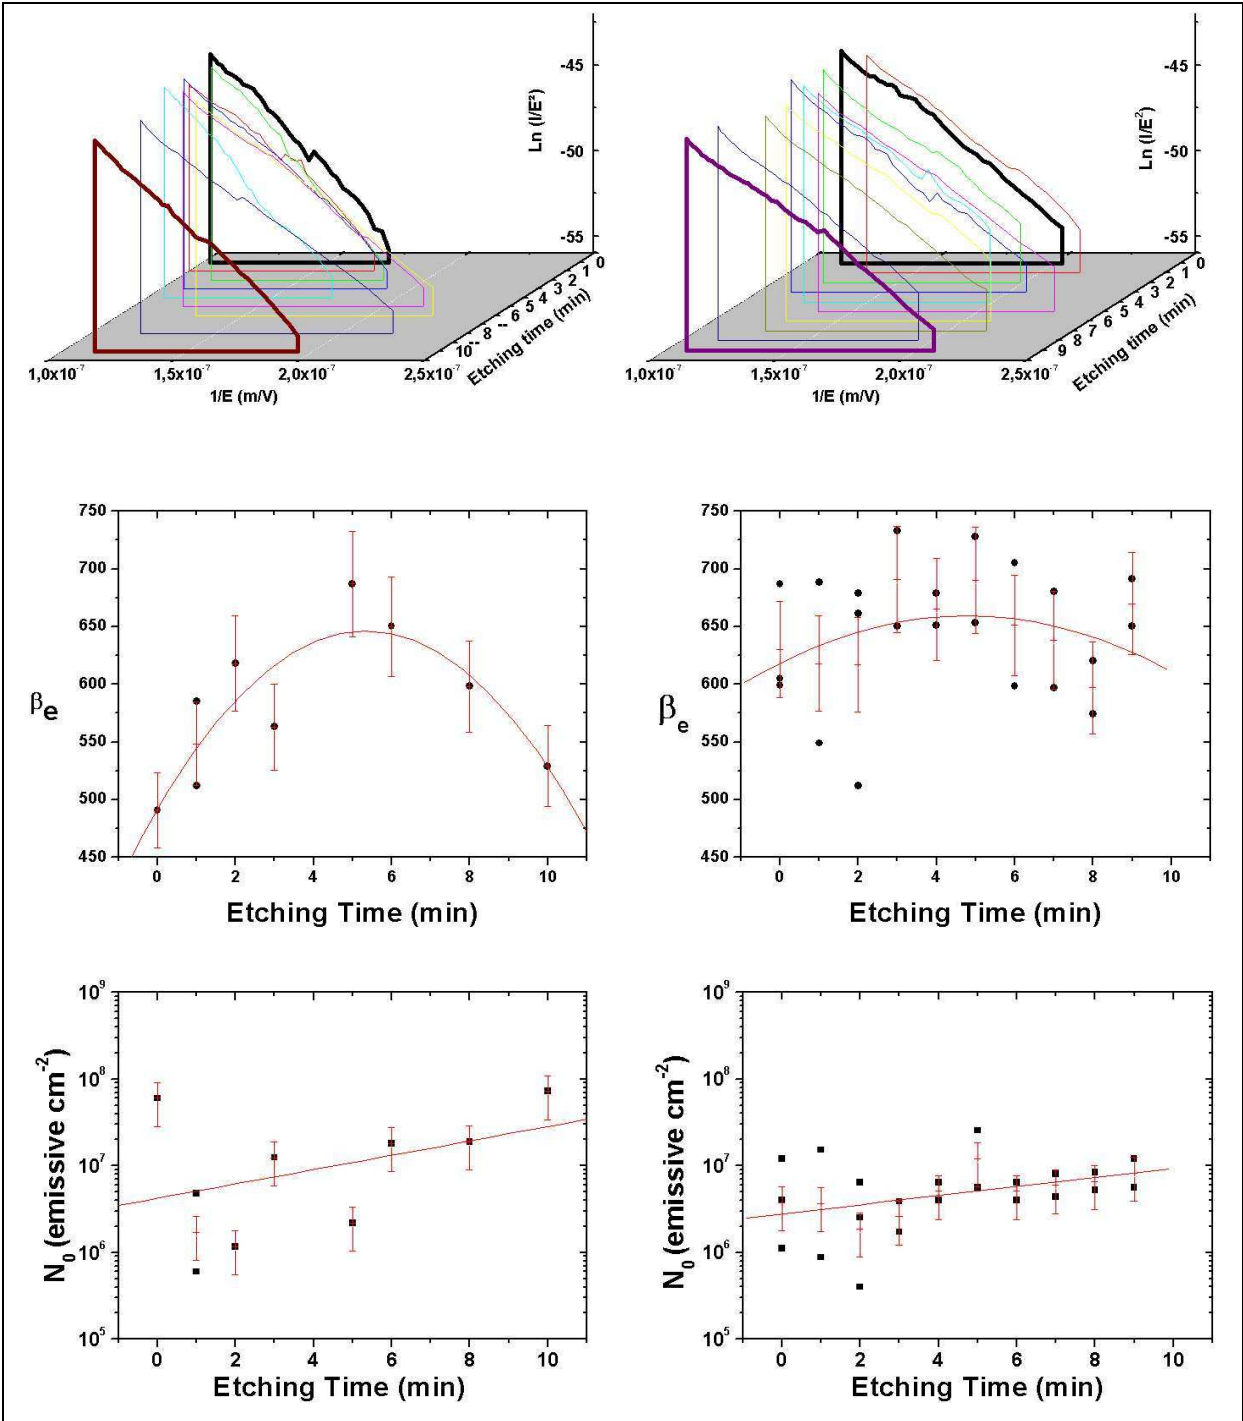 -45
-50
-55
Ln (I/E²)
10 -- 8 -- 6 5 4 3 2 1 0
Etching time (min)
1,0x10⁻⁷
1,5x10⁻⁷
2,0x10⁻⁷
2,5x10⁻⁷
1/E (m/V)
-45
-50
-55
Ln (I/E²)
9 8 7 6 5 4 3 2 1 0
Etching time (min)
1,0x10⁻⁷
1,5x10⁻⁷
2,0x10⁻⁷
2,5x10⁻⁷
1/E (m/V)
750
700
650
600
550
500
450
βe
0 2 4 6 8 10
Etching Time (min)
750
700
650
600
550
500
450
βe
0 2 4 6 8 10
Etching Time (min)
10⁹
10⁸
10⁷
10⁶
10⁵
N₀ (emissive cm⁻²)
0 2 4 6 8 10
Etching Time (min)
10⁹
10⁸
10⁷
10⁶
10⁵
N₀ (emissive cm⁻²)
0 2 4 6 8 10
Etching Time (min)